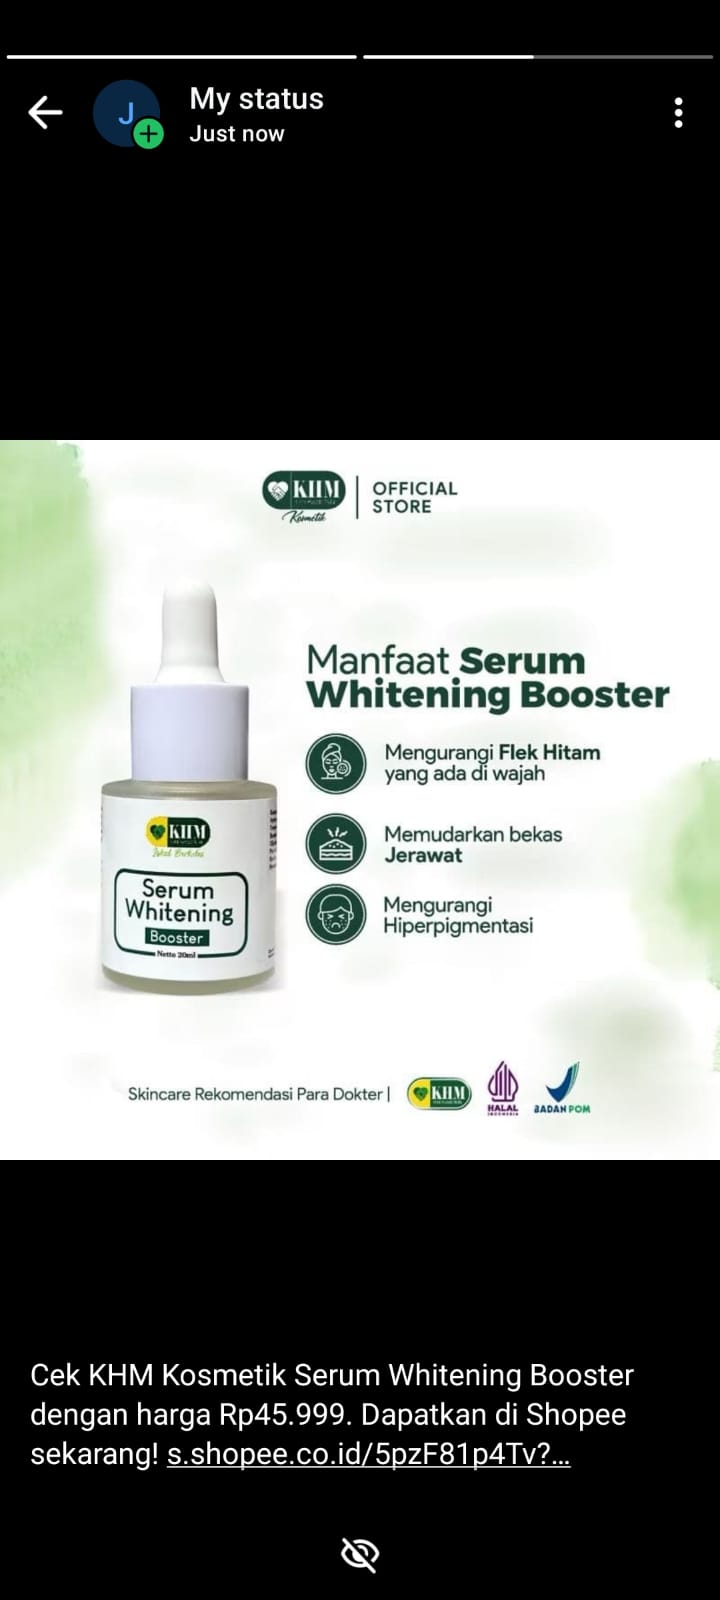 J
My status
Just now
KHM
Kosmetik
OFFICIAL
STORE
Manfaat Serum
Whitening Booster
Mengurangi Flek Hitam
yang ada di wajah
Memudarkan bekas
Jerawat
Mengurangi
Hiperpigmentasi
KHM
Serum
Whitening
Booster
Netto 20ml
Skincare Rekomendasi Para Dokter |
KHM
HALAL
INDONESIA
BADAN POM
Cek KHM Kosmetik Serum Whitening Booster
dengan harga Rp45.999. Dapatkan di Shopee
sekarang! s.shopee.co.id/5pzF81p4Tv?...